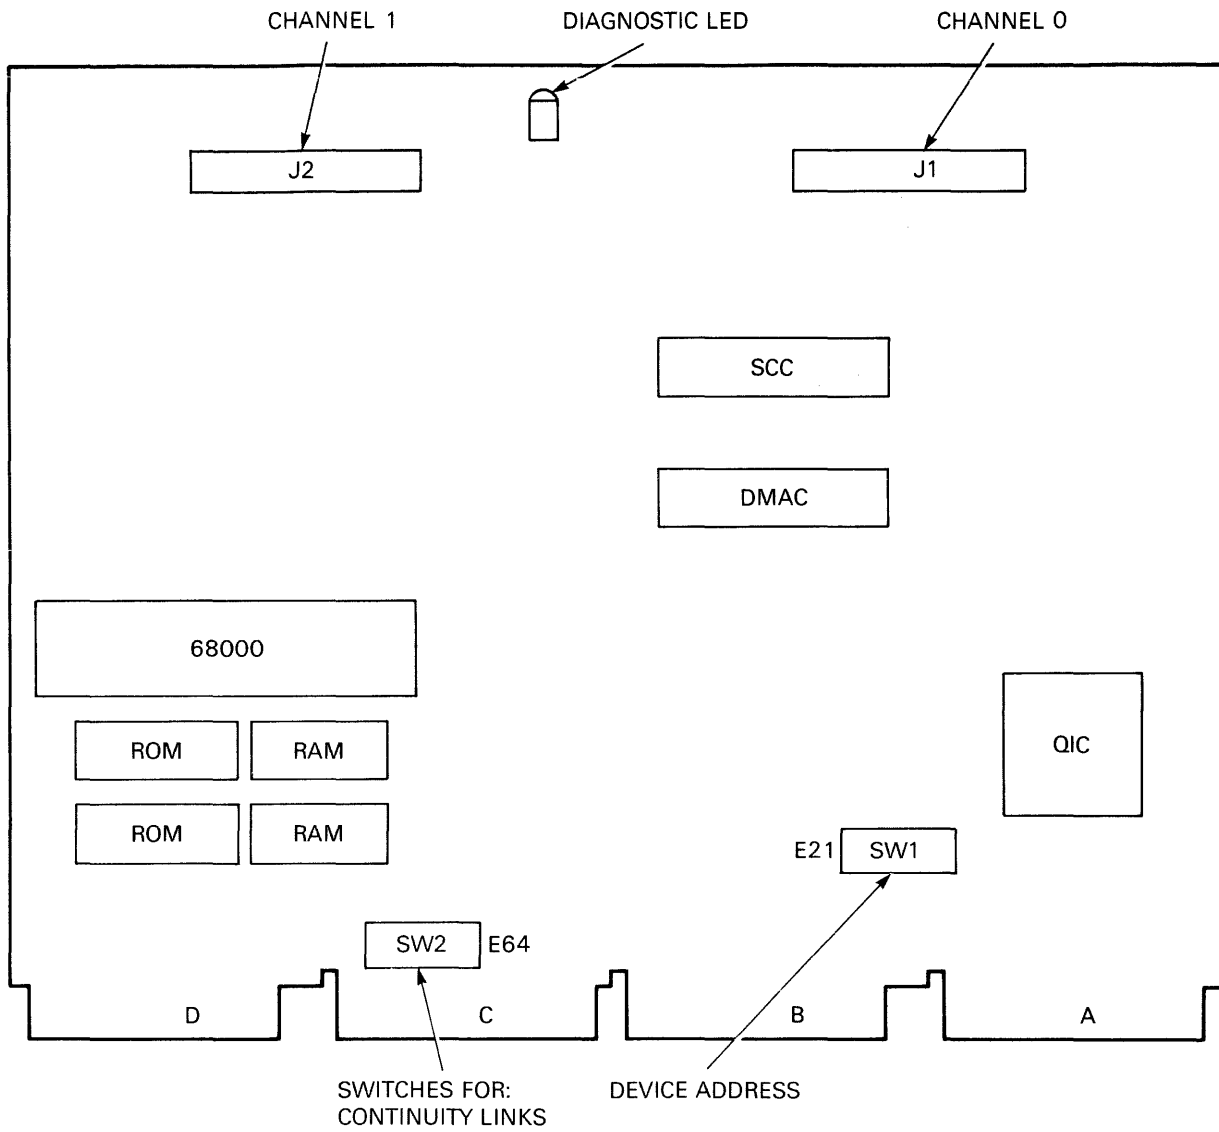 CHANNEL 1
DIAGNOSTIC LED
CHANNEL 0
J2
J1
SCC
DMAC
68000
ROM
RAM
QIC
ROM
RAM
E21
SW1
SW2
E64
D
C
B
A
SWITCHES FOR:
CONTINUITY LINKS
DEVICE ADDRESS